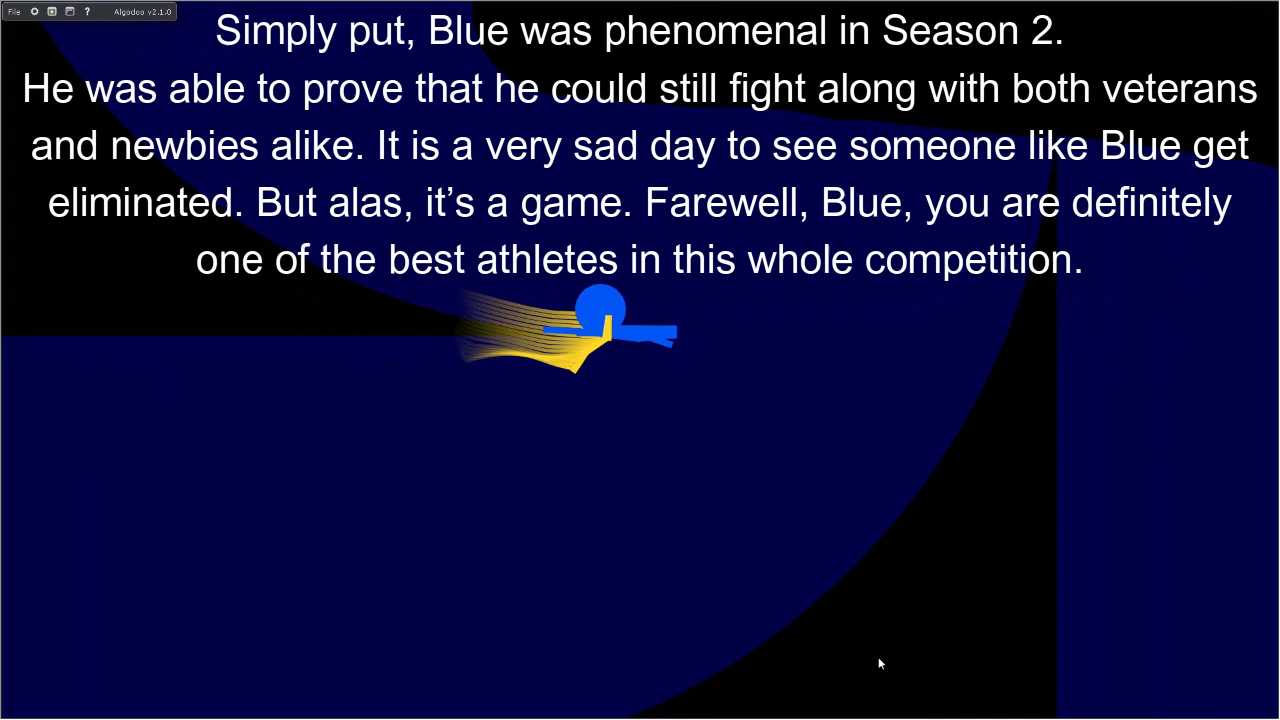 File ? Algodoo v2.1.0
Simply put, Blue was phenomenal in Season 2.
He was able to prove that he could still fight along with both veterans
and newbies alike. It is a very sad day to see someone like Blue get
eliminated. But alas, it’s a game. Farewell, Blue, you are definitely
one of the best athletes in this whole competition.